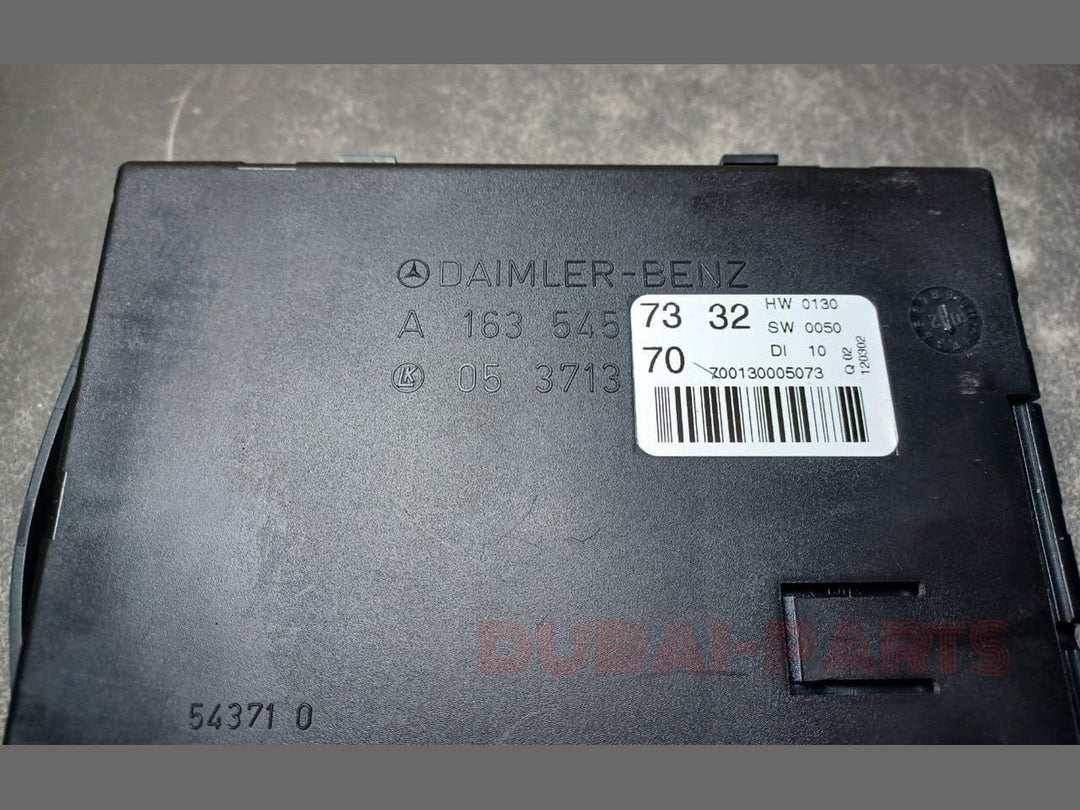 DAIMLER-BENZ
A 163 545 73 32
LK 05 3713 70
HW 0130
SW 0050
DI 10
Z00130005073
Q 02
120302
DUBAI-PARTS
54371 0